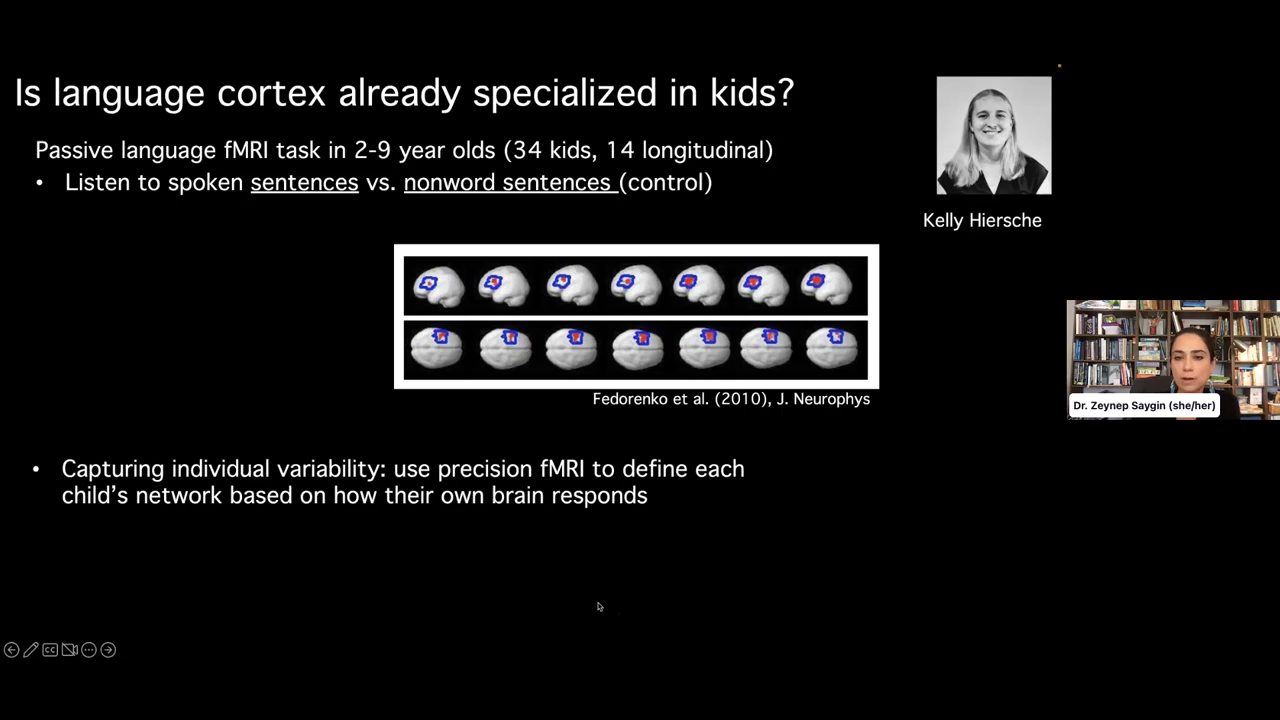 Is language cortex already specialized in kids?
Passive language fMRI task in 2-9 year olds (34 kids, 14 longitudinal)
• Listen to spoken sentences vs. nonword sentences (control)
Kelly Hiersche
Dr. Zeynep Saygin (she/her)
Fedorenko et al. (2010), J. Neurophys
• Capturing individual variability: use precision fMRI to define each
child's network based on how their own brain responds
CC